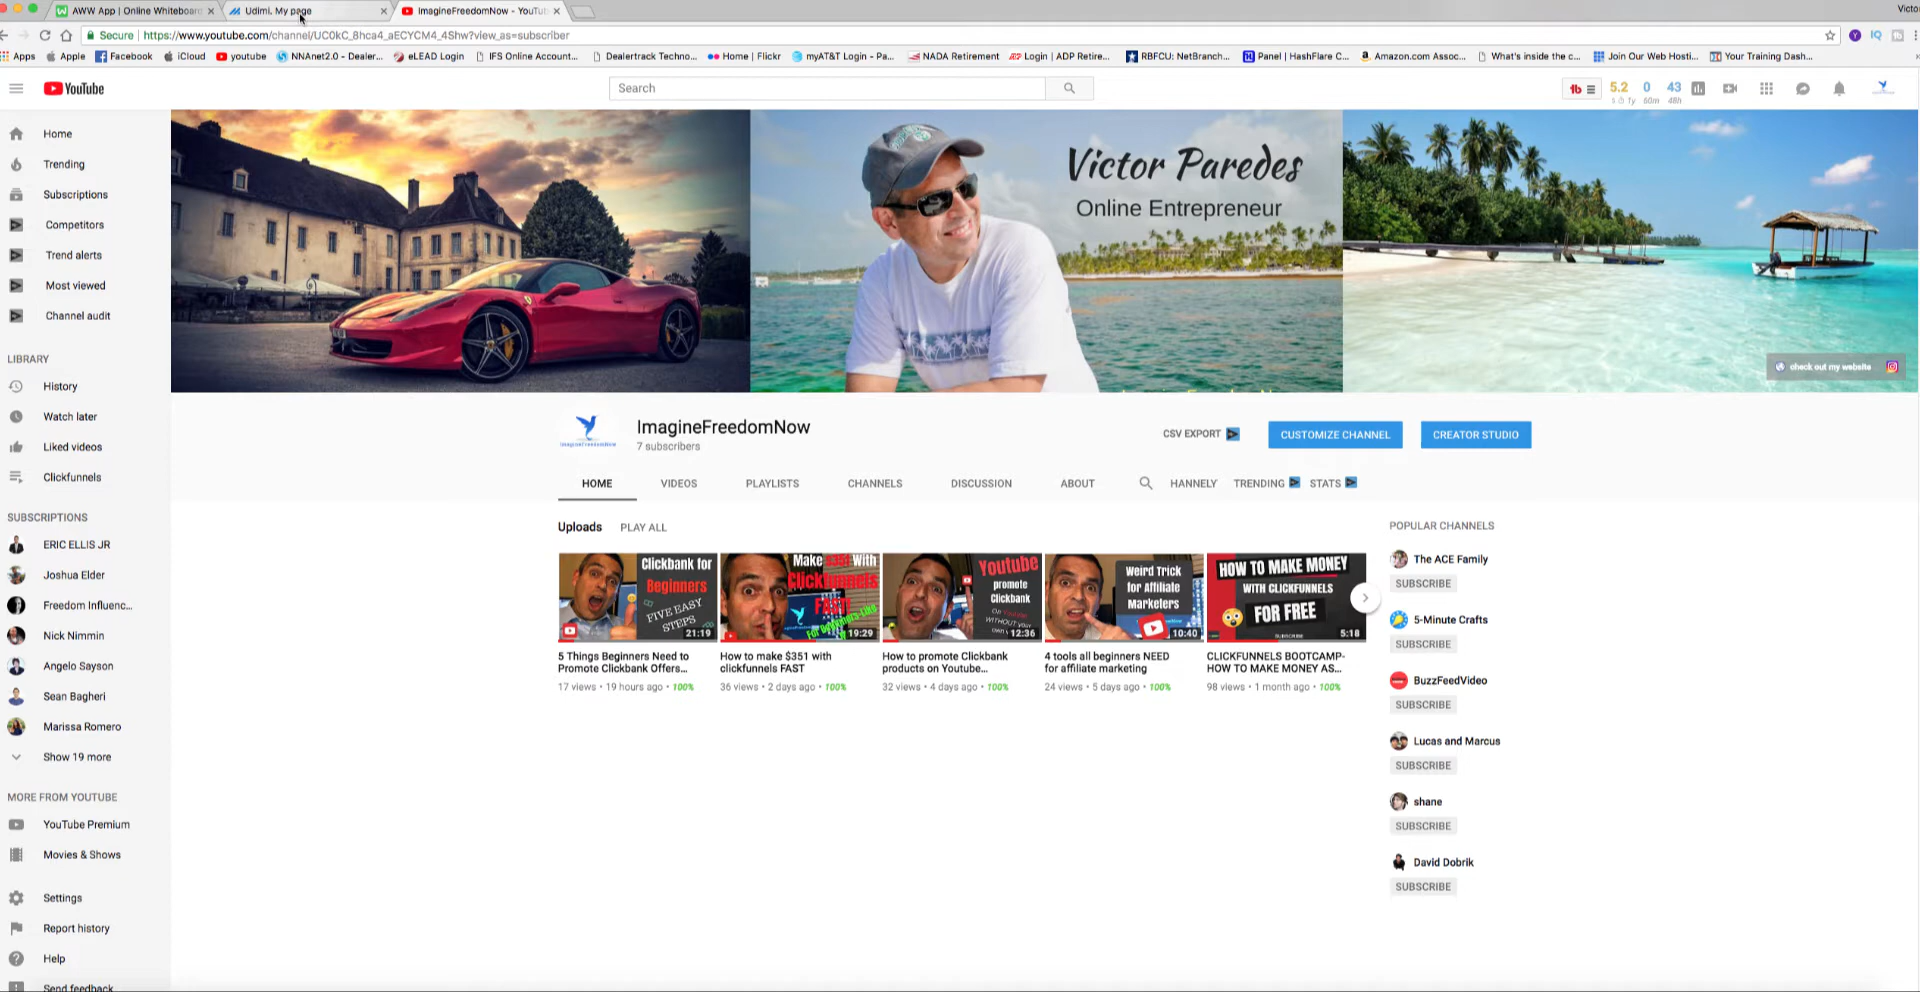 AWW App | Online Whiteboard
Udimi. My page
ImagineFreedomNow - YouTu
Victo
Secure
https://www.youtube.com/channel/UC0kC_8hca4_aECYCM4_4Shw?view_as=subscriber
Apps
Apple
Facebook
iCloud
youtube
NNAnet2.0 - Dealer...
eLEAD Login
IFS Online Account...
Dealertrack Techno...
Home | Flickr
myAT&T Login - Pa...
NADA Retirement
Login | ADP Retire...
RBFCU: NetBranch...
Panel | HashFlare C...
Amazon.com Assoc...
What's inside the c...
Join Our Web Hosti...
Your Training Dash...
YouTube
Search
5.2 0 43
1y 60m 48h
Home
Trending
Subscriptions
Competitors
Trend alerts
Most viewed
Channel audit
LIBRARY
History
Watch later
Liked videos
Clickfunnels
SUBSCRIPTIONS
ERIC ELLIS JR
Joshua Elder
Freedom Influenc...
Nick Nimmin
Angelo Sayson
Sean Bagheri
Marissa Romero
Show 19 more
MORE FROM YOUTUBE
YouTube Premium
Movies & Shows
Settings
Report history
Help
Send feedback
Victor Paredes
Online Entrepreneur
check out my website
ImagineFreedomNow
ImagineFreedomNow
7 subscribers
CSV EXPORT
CUSTOMIZE CHANNEL
CREATOR STUDIO
HOME
VIDEOS
PLAYLISTS
CHANNELS
DISCUSSION
ABOUT
HANNELY
TRENDING
STATS
Uploads
PLAY ALL
Clickbank for
Beginners
FIVE EASY
STEPS
21:19
5 Things Beginners Need to
Promote Clickbank Offers...
17 views • 19 hours ago • 100%
Make $351 With
Clickfunnels
FAST!
For Beginners Like
19:29
How to make $351 with
clickfunnels FAST
36 views • 2 days ago • 100%
Youtube
promote
Clickbank
On Youtube
WITHOUT your
own
12:36
How to promote Clickbank
products on Youtube...
32 views • 4 days ago • 100%
Weird Trick
for Affiliate
Marketers
10:40
4 tools all beginners NEED
for affiliate marketing
24 views • 5 days ago • 100%
HOW TO MAKE MONEY
WITH CLICKFUNNELS
FOR FREE
SUBSCRIBE
5:18
CLICKFUNNELS BOOTCAMP-
HOW TO MAKE MONEY AS...
98 views • 1 month ago • 100%
POPULAR CHANNELS
The ACE Family
SUBSCRIBE
5-Minute Crafts
SUBSCRIBE
BuzzFeedVideo
SUBSCRIBE
Lucas and Marcus
SUBSCRIBE
shane
SUBSCRIBE
David Dobrik
SUBSCRIBE